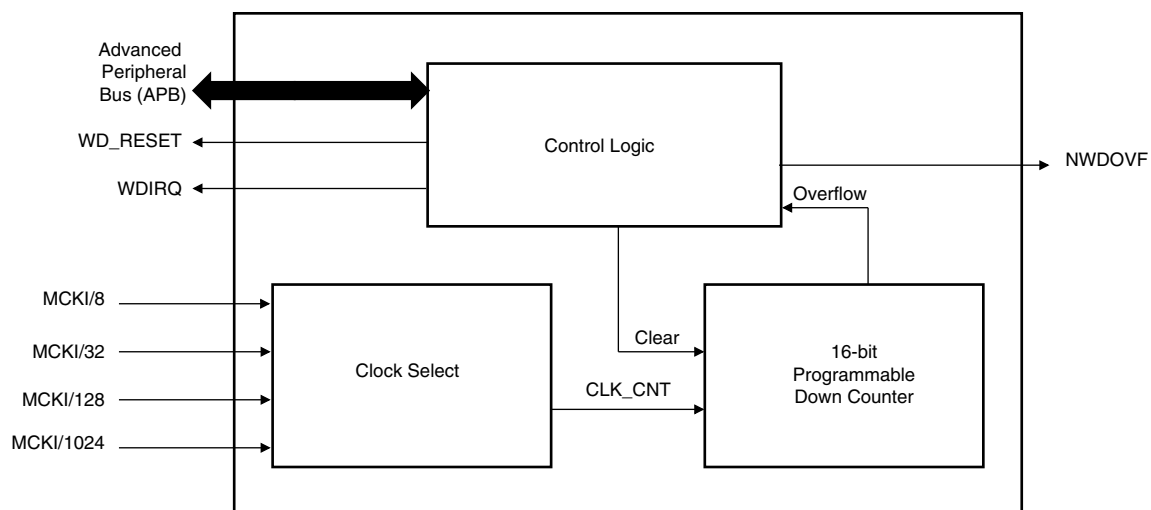 Advanced
Peripheral
Bus (APB)
WD_RESET
WDIRQ
Control Logic
NWDOVF
Overflow
MCKI/8
MCKI/32
MCKI/128
MCKI/1024
Clock Select
Clear
CLK_CNT
16-bit
Programmable
Down Counter